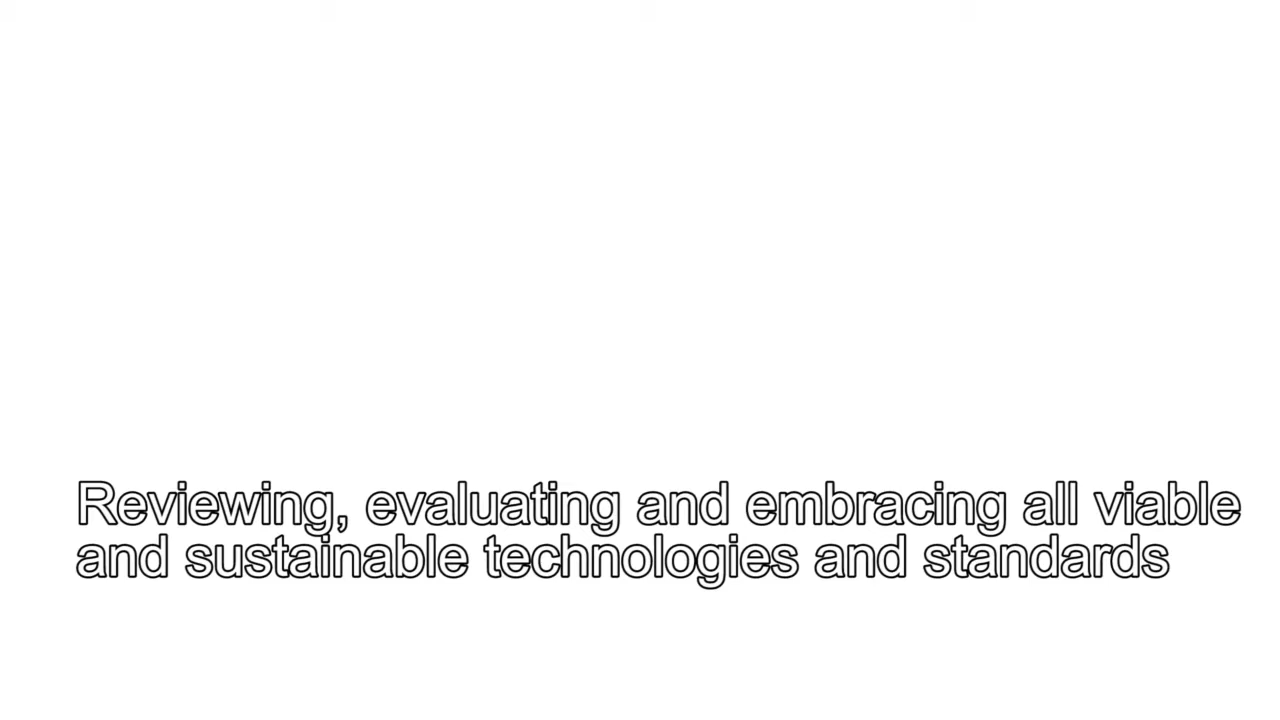 Reviewing, evaluating and embracing all viable
and sustainable technologies and standards